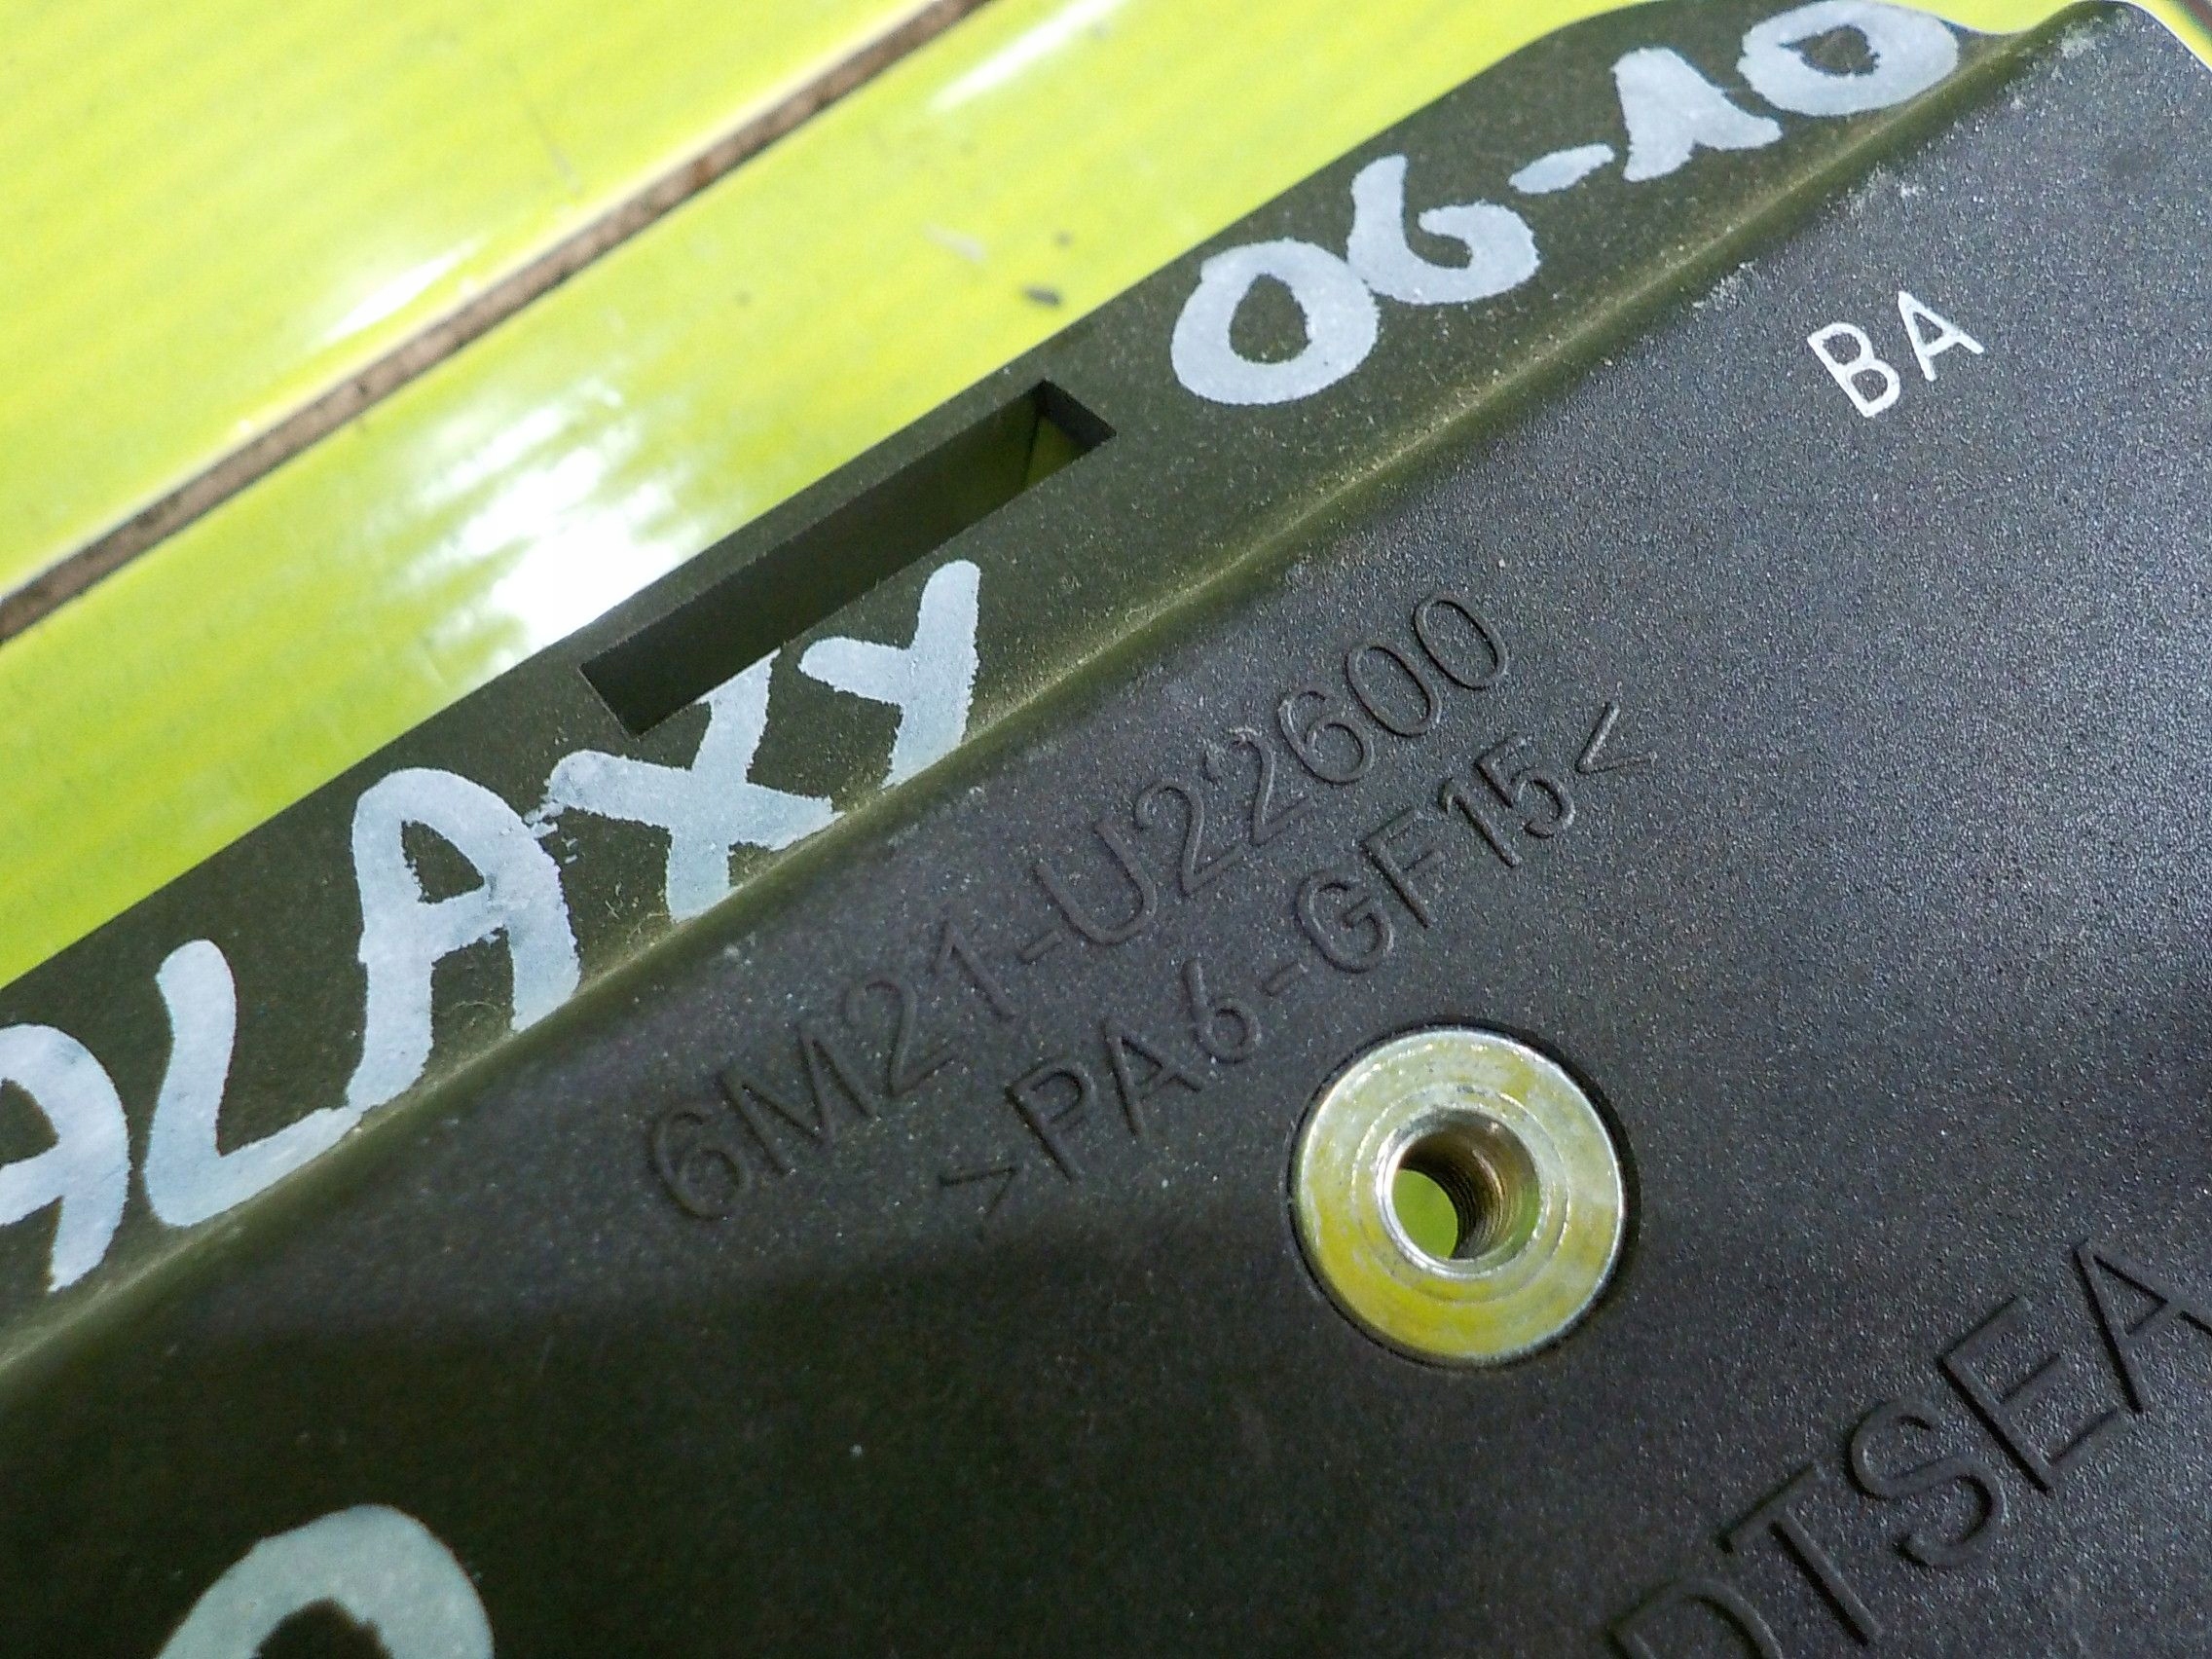 ALAXY 06-10
BA
6M21-U22600
>PA6-GF15<
DTSEA